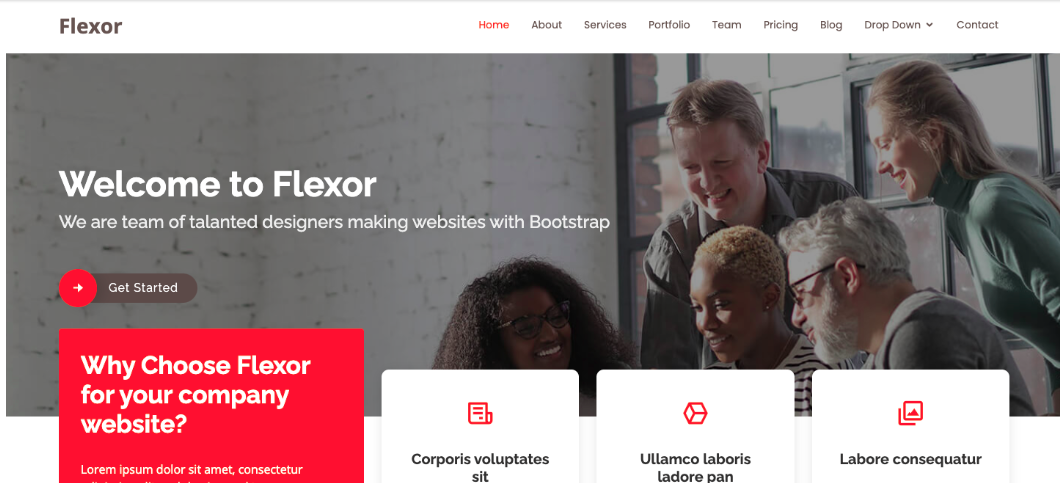 Flexor
Home About Services Portfolio Team Pricing Blog Drop Down Contact
Welcome to Flexor
We are team of talanted designers making websites with Bootstrap
Get Started
Why Choose Flexor
for your company
website?
Lorem ipsum dolor sit amet, consectetur
Corporis voluptates
sit
Ullamco laboris
ladore pan
Labore consequatur